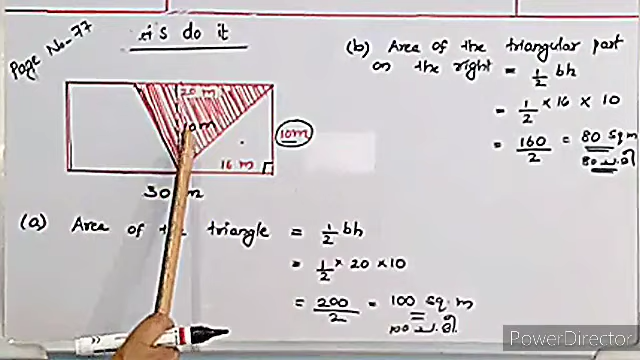 Page No-77
s do it
20 m
10m
10m
16 m
30 m
(a) Area of the triangle = 1/2 bh
= 1/2 × 20 × 10
= 200/2 = 100 sq.m
(b) Area of the triangular part
on the right = 1/2 bh
= 1/2 × 16 × 10
= 160/2 = 80 sq m
PowerDirector